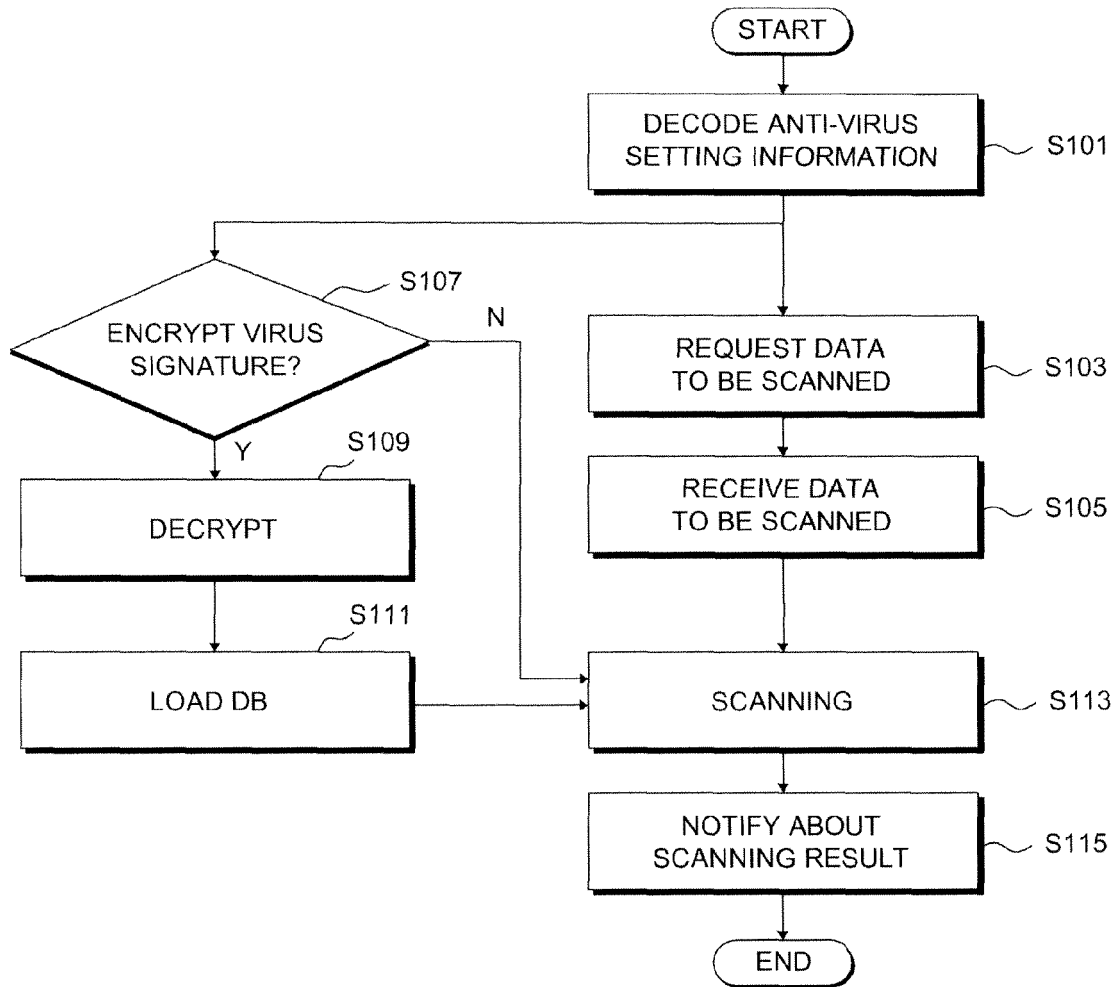 START
DECODE ANTI-VIRUS
SETTING INFORMATION
S101
S107
ENCRYPT VIRUS
SIGNATURE?
N
Y
REQUEST DATA
TO BE SCANNED
S103
S109
DECRYPT
RECEIVE DATA
TO BE SCANNED
S105
S111
LOAD DB
SCANNING
S113
NOTIFY ABOUT
SCANNING RESULT
S115
END